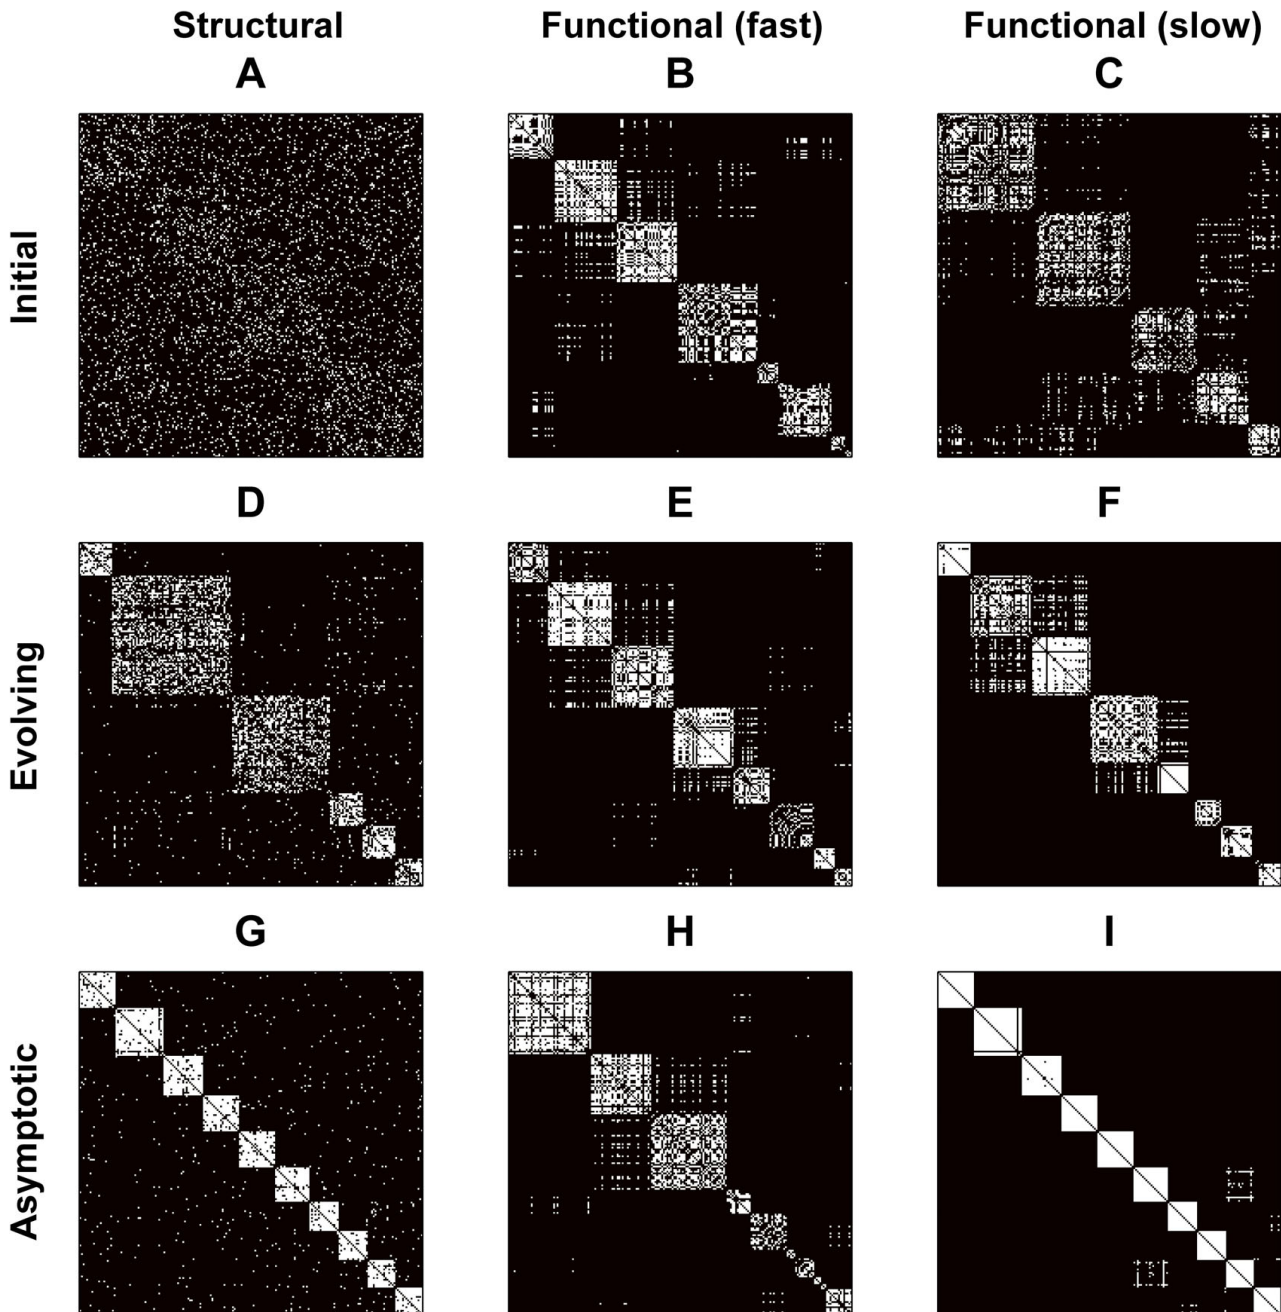 Structural Functional (fast) Functional (slow)
A B C
Initial
D E F
Evolving
G H I
Asymptotic